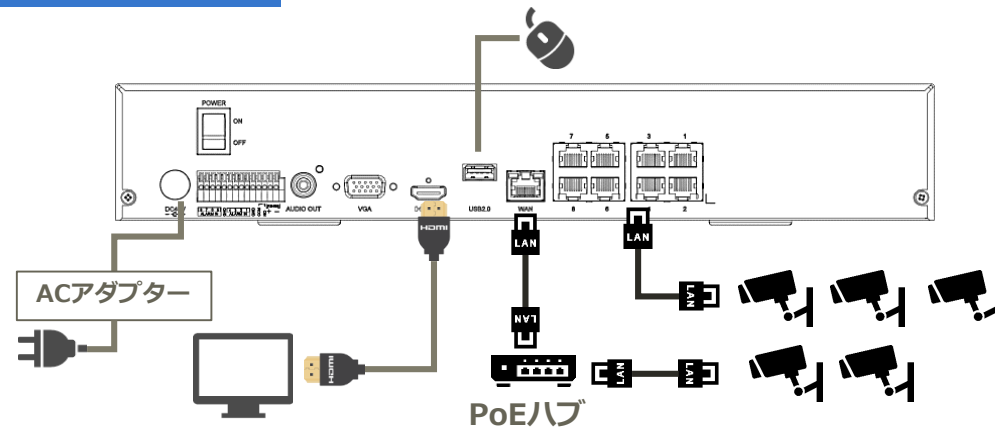 POWER
ON
OFF
7 5 3 1
AUDIO OUT
VGA
USB2.0
WAN
8 6 2
HDMI
LAN
LAN
ACアダプター
LAN
LAN
HDMI
LAN
LAN
PoEハブ